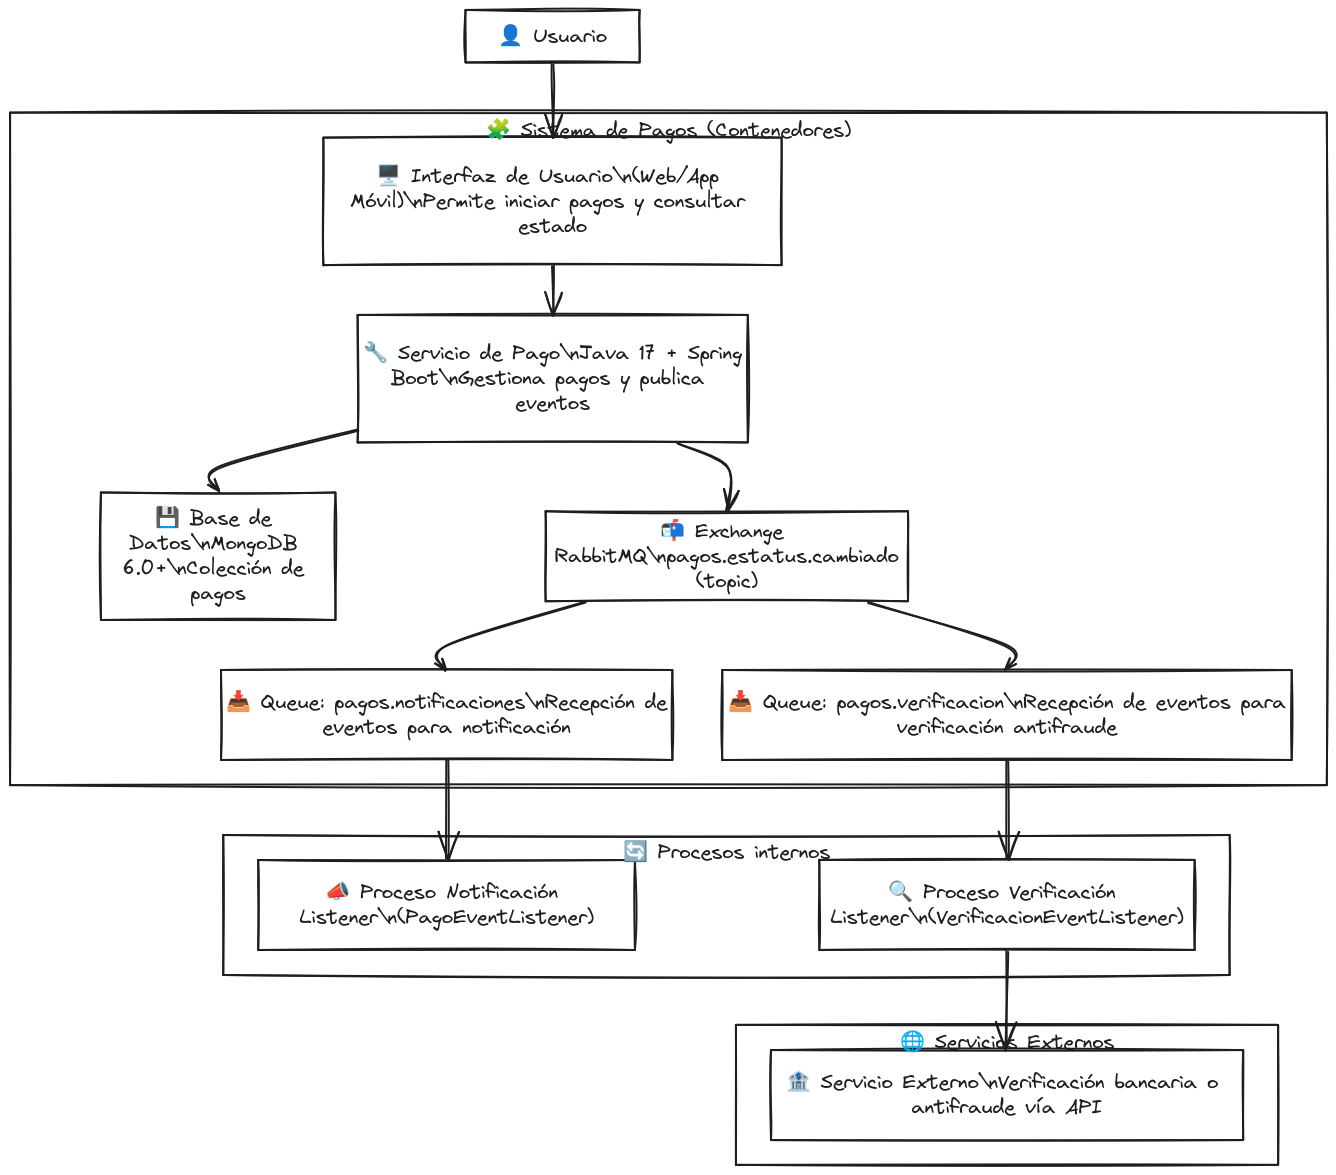 👤 Usuario
🧩 Sistema de Pagos (Contenedores)
🖥️ Interfaz de Usuario\n(Web/App
Móvil)\nPermite iniciar pagos y consultar
estado
🔧 Servicio de Pago\nJava 17 + Spring
Boot\nGestiona pagos y publica
eventos
💾 Base de
Datos\nMongoDB
6.0+\nColección de
pagos
📬 Exchange
RabbitMQ\npagos.estatus.cambiado
(topic)
📥 Queue: pagos.notificaciones\nRecepción de
eventos para notificación
📥 Queue: pagos.verificacion\nRecepción de eventos para
verificación antifraude
🔄 Procesos internos
📣 Proceso Notificación
Listener\n(PagoEventListener)
🔍 Proceso Verificación
Listener\n(VerificacionEventListener)
🌐 Servicios Externos
🏦 Servicio Externo\nVerificación bancaria o
antifraude vía API